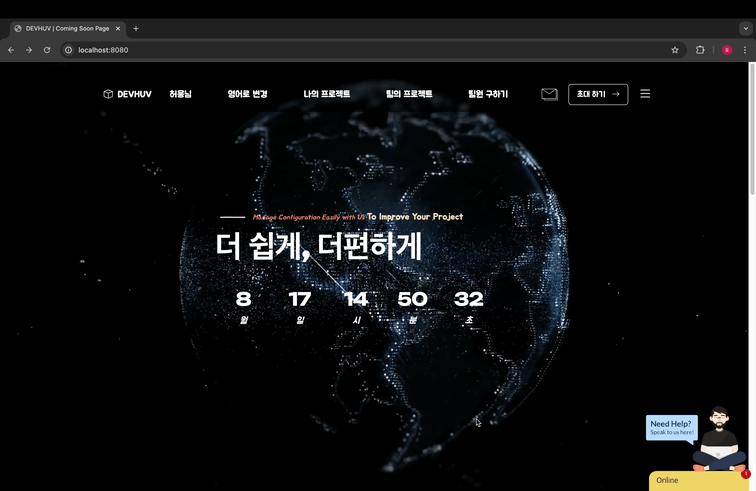 DEVHUV | Coming Soon Page
localhost:8080
DEVHUV 허물님 영어로 변경 나의 프로젝트 팀의 프로젝트 팀원 구하기 초대 하기
Manage Configuration Easily with Us To Improve Your Project
더 쉽게, 더편하게
8 17 14 50 32
월 일 시 분 초
Need Help?
Speak to us here!
Online
1